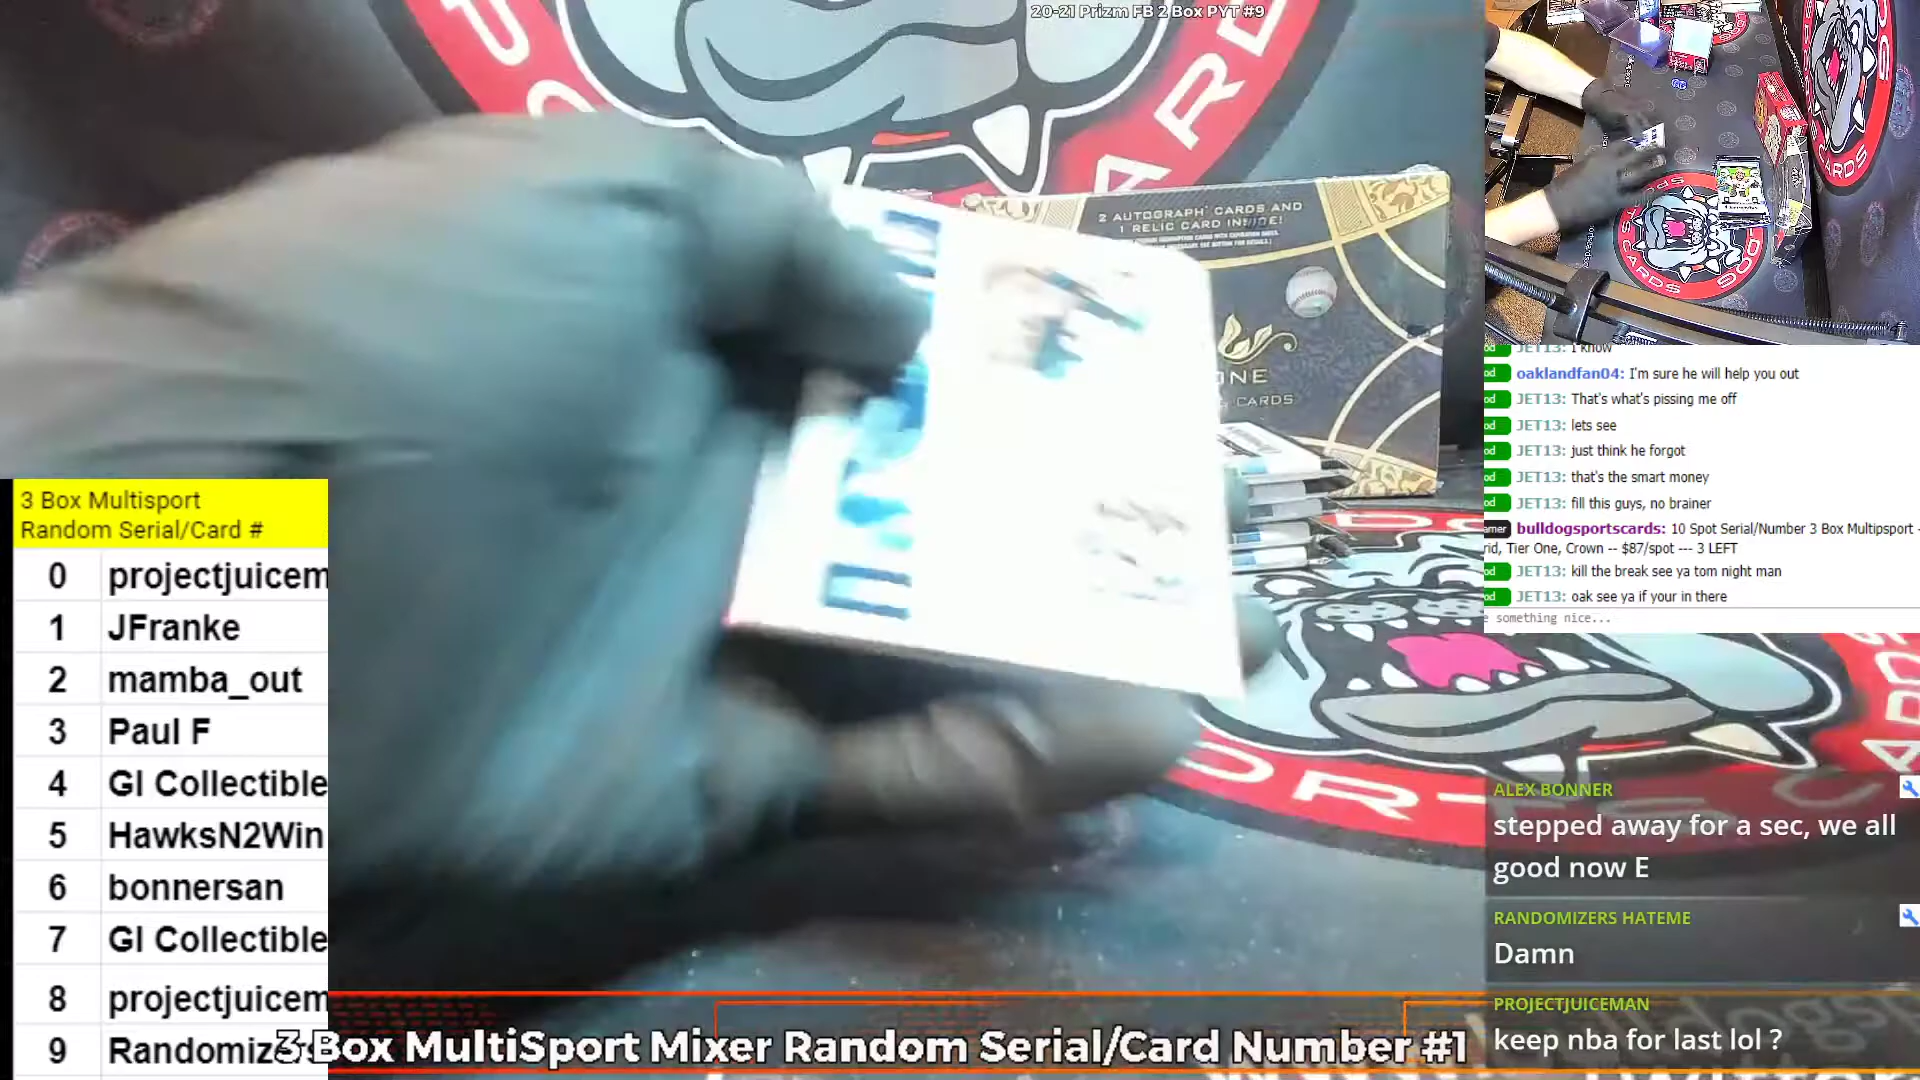 20-21 Prizm FB 2 Box PYT #9
2 AUTOGRAPH CARDS AND
1 RELIC CARD INSIDE!
ONE
CARDS
3 Box Multisport
Random Serial/Card #
0 projectjuicem
1 JFranke
2 mamba_out
3 Paul F
4 GI Collectible
5 HawksN2Win
6 bonnersan
7 GI Collectible
8 projectjuicem
9 Randomiz
JET13: I know
oaklandfan04: I'm sure he will help you out
JET13: That's what's pissing me off
JET13: lets see
JET13: just think he forgot
JET13: that's the smart money
JET13: fill this guys, no brainer
bulldogsportscards: 10 Spot Serial/Number 3 Box Multipsport -
rid, Tier One, Crown -- $87/spot --- 3 LEFT
JET13: kill the break see ya tom night man
JET13: oak see ya if your in there
something nice...
ALEX BONNER
stepped away for a sec, we all
good now E
RANDOMIZERS HATEME
Damn
PROJECTJUICEMAN
keep nba for last lol ?
3 Box MultiSport Mixer Random Serial/Card Number #1